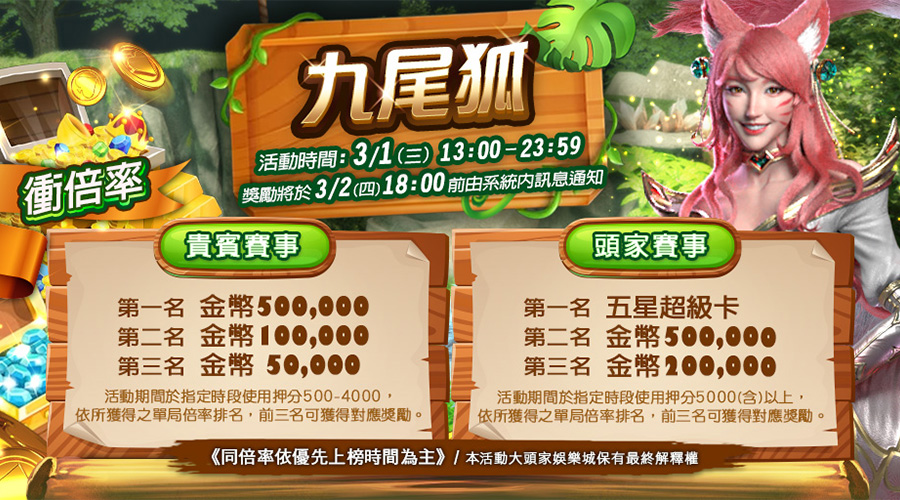 九尾狐
活動時間：3/1(三) 13:00-23:59
獎勵將於 3/2(四)18:00 前由系統內訊息通知
衝倍率
貴賓賽事
第一名 金幣500,000
第二名 金幣100,000
第三名 金幣 50,000
活動期間於指定時段使用押分500-4000，
依所獲得之單局倍率排名，前三名可獲得對應獎勵。
頭家賽事
第一名 五星超級卡
第二名 金幣500,000
第三名 金幣200,000
活動期間於指定時段使用押分5000(含)以上，
依所獲得之單局倍率排名，前三名可獲得對應獎勵。
《同倍率依優先上榜時間為主》/ 本活動大頭家娛樂城保有最終解釋權